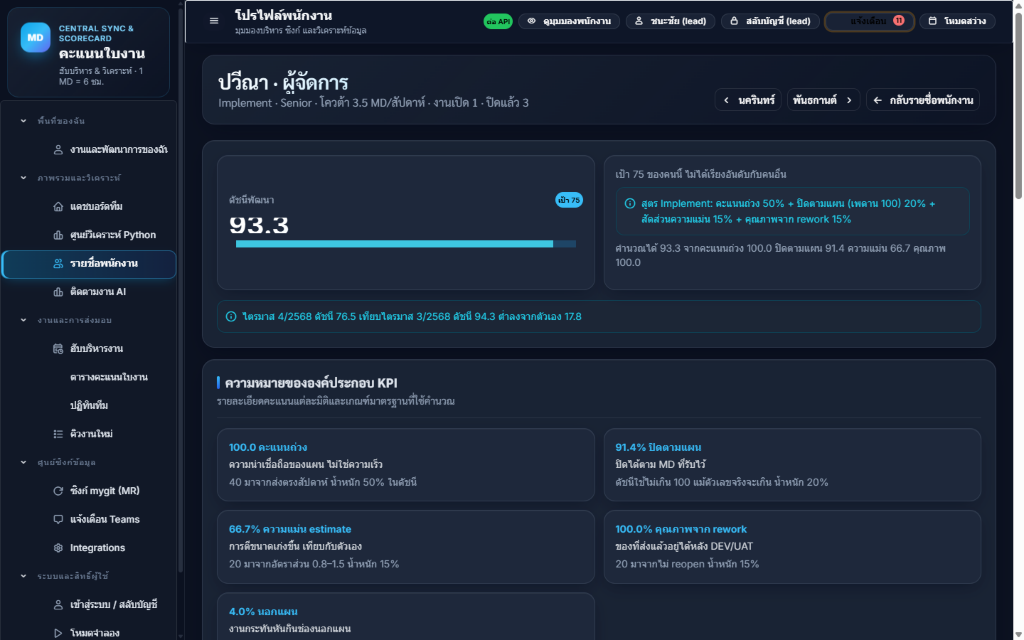 MD
CENTRAL SYNC & SCORECARD
คะแนนใบงาน
ฮับบริหาร & วิเคราะห์ · 1 MD = 6 ชม.
พื้นที่ของฉัน
งานและพัฒนาการของฉัน
ภาพรวมและวิเคราะห์
แดชบอร์ดทีม
ศูนย์วิเคราะห์ Python
รายชื่อพนักงาน
ติดตามงาน AI
งานและการส่งมอบ
ฮับบริหารงาน
ตารางคะแนนใบงาน
ปฏิทินทีม
คิวงานใหม่
ศูนย์ซิงก์ข้อมูล
ซิงก์ mygit (MR)
แจ้งเตือน Teams
Integrations
ระบบและสิทธิ์ผู้ใช้
เข้าสู่ระบบ / สลับบัญชี
โหมดจำลอง
โปรไฟล์พนักงาน
มุมมองบริหาร ซิงก์ และวิเคราะห์ข้อมูล
ต่อ API
ดูมุมมองพนักงาน
ชนะชัย (lead)
สลับบัญชี (lead)
แจ้งเตือน 11
โหมดสว่าง
ปวีณา · ผู้จัดการ
Implement · Senior · โควต้า 3.5 MD/สัปดาห์ · งานเปิด 1 · ปิดแล้ว 3
นครินทร์
พันธกานต์
กลับรายชื่อพนักงาน
ดัชนีพัฒนา
เป้า 75
93.3
เป้า 75 ของคนนี้ ไม่ได้เรียงอันดับกับคนอื่น
สูตร Implement: คะแนนถ่วง 50% + ปิดตามแผน (เพดาน 100) 20% +
สัดส่วนความแม่น 15% + คุณภาพจาก rework 15%
คำนวณได้ 93.3 จากคะแนนถ่วง 100.0 ปิดตามแผน 91.4 ความแม่น 66.7 คุณภาพ
100.0
ไตรมาส 4/2568 ดัชนี 76.5 เทียบไตรมาส 3/2568 ดัชนี 94.3 ต่ำลงจากตัวเอง 17.8
ความหมายขององค์ประกอบ KPI
รายละเอียดคะแนนแต่ละมิติและเกณฑ์มาตรฐานที่ใช้คำนวณ
100.0 คะแนนถ่วง
ความน่าเชื่อถือของแผน ไม่ใช่ความเร็ว
40 มาจากส่งตรงสัปดาห์ น้ำหนัก 50% ในดัชนี
91.4% ปิดตามแผน
ปิดได้ตาม MD ที่รับไว้
ดัชนีใช้ไม่เกิน 100 แม้ตัวเลขจริงจะเกิน น้ำหนัก 20%
66.7% ความแม่น estimate
การตีขนาดเก่งขึ้น เทียบกับตัวเอง
20 มาจากอัตราส่วน 0.8–1.5 น้ำหนัก 15%
100.0% คุณภาพจาก rework
ของที่ส่งแล้วอยู่ได้หลัง DEV/UAT
20 มาจากไม่ reopen น้ำหนัก 15%
4.0% นอกแผน
งานกระทันหันกินช่องนอกแผน